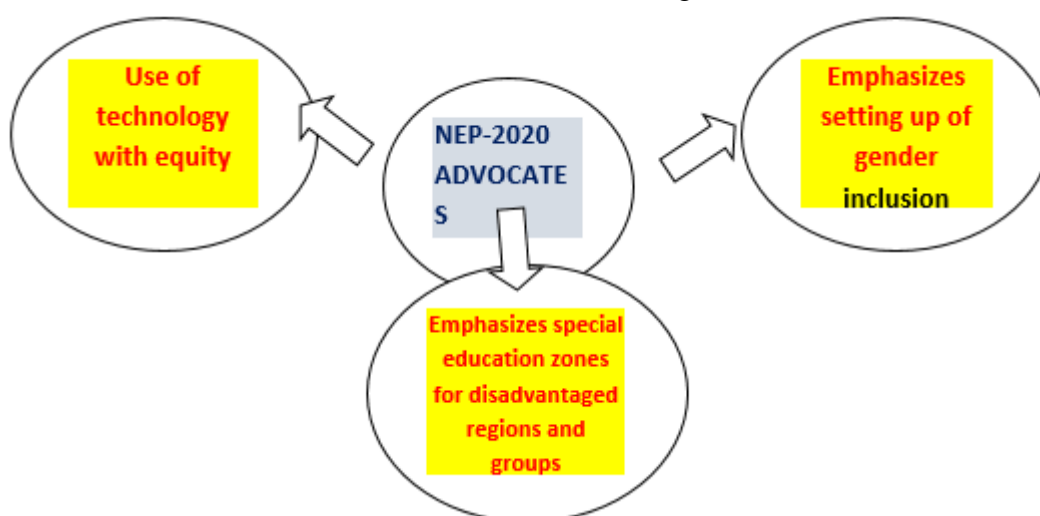 Use of
technology
with equity
NEP-2020
ADVOCATE
S
Emphasizes
setting up of
gender
inclusion
Emphasizes special
education zones
for disadvantaged
regions and
groups